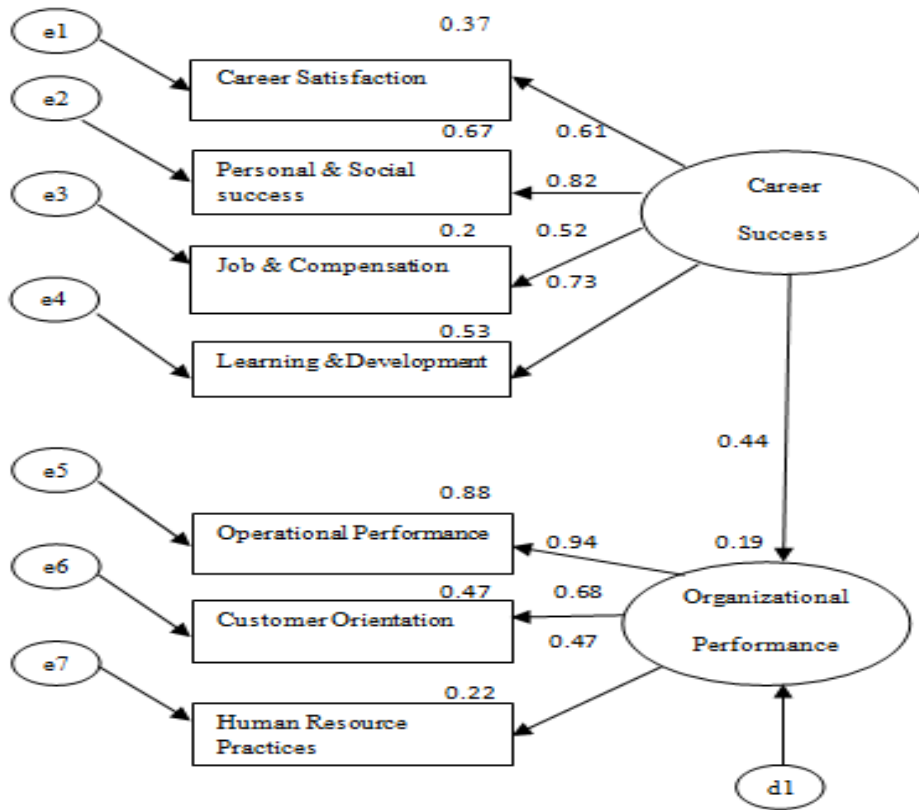 0.37
e1
Career Satisfaction
e2
0.67
0.61
Personal & Social
success
0.82
Career
Success
e3
0.2
0.52
Job & Compensation
0.73
e4
0.53
Learning &Development
0.44
e5
0.88
Operational Performance
0.94
0.19
e6
0.47
0.68
Organizational
Performance
Customer Orientation
0.47
e7
0.22
Human Resource
Practices
d1